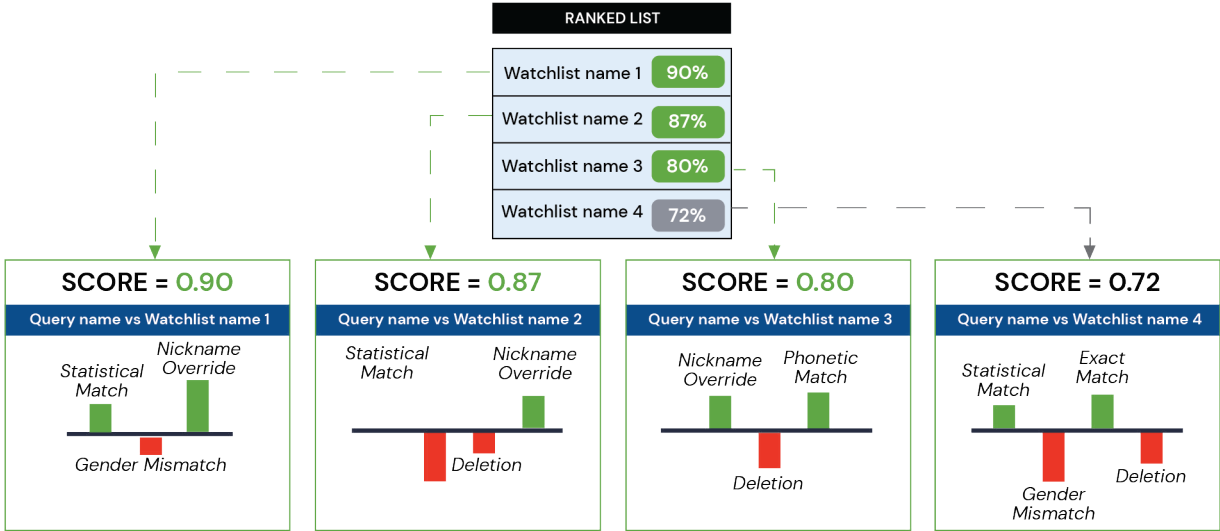 RANKED LIST
Watchlist name 1 90%
Watchlist name 2 87%
Watchlist name 3 80%
Watchlist name 4 72%
SCORE = 0.90
Query name vs Watchlist name 1
Nickname
Override
Statistical
Match
Gender Mismatch
SCORE = 0.87
Query name vs Watchlist name 2
Statistical
Match
Nickname
Override
Deletion
SCORE = 0.80
Query name vs Watchlist name 3
Nickname
Override
Phonetic
Match
Deletion
SCORE = 0.72
Query name vs Watchlist name 4
Statistical
Match
Exact
Match
Gender
Mismatch
Deletion